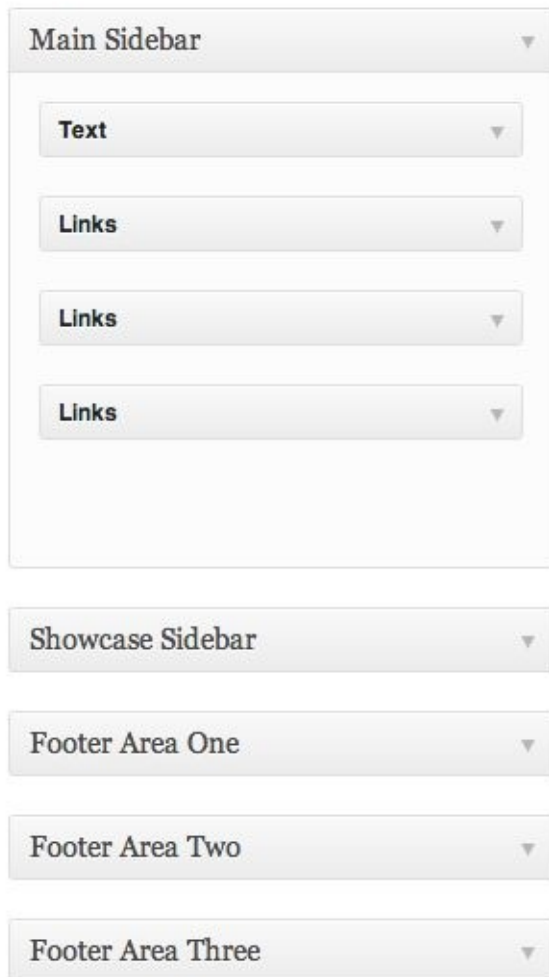 Main Sidebar
Text
Links
Links
Links
Showcase Sidebar
Footer Area One
Footer Area Two
Footer Area Three